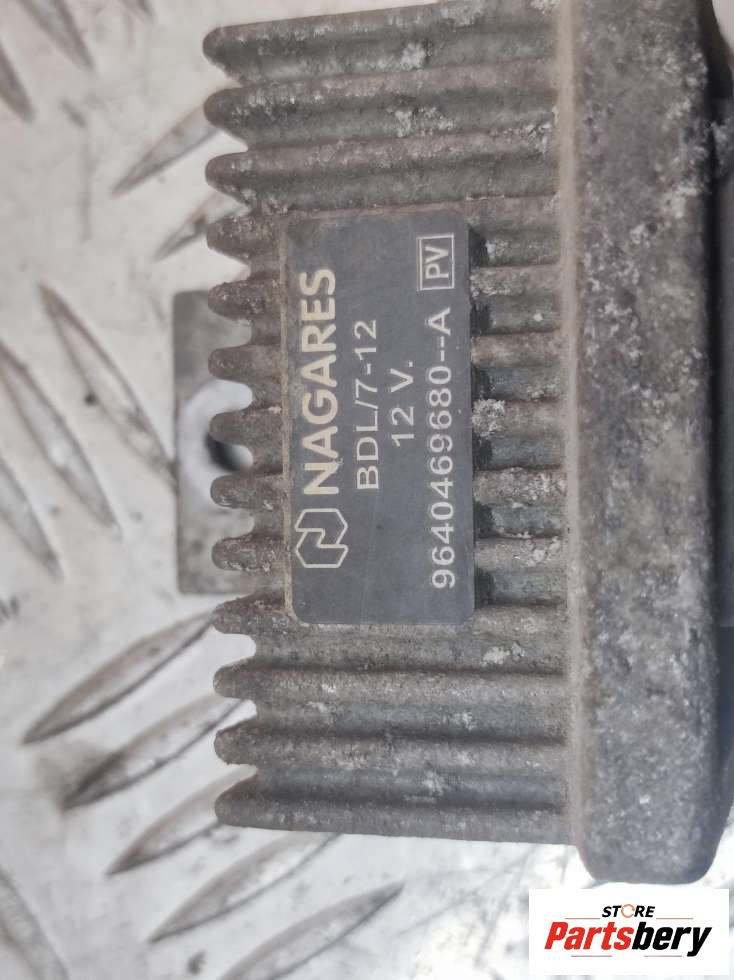 NAGARES
BDL/7-12
12 V.
9640469680--A PV
STORE
Partsbery